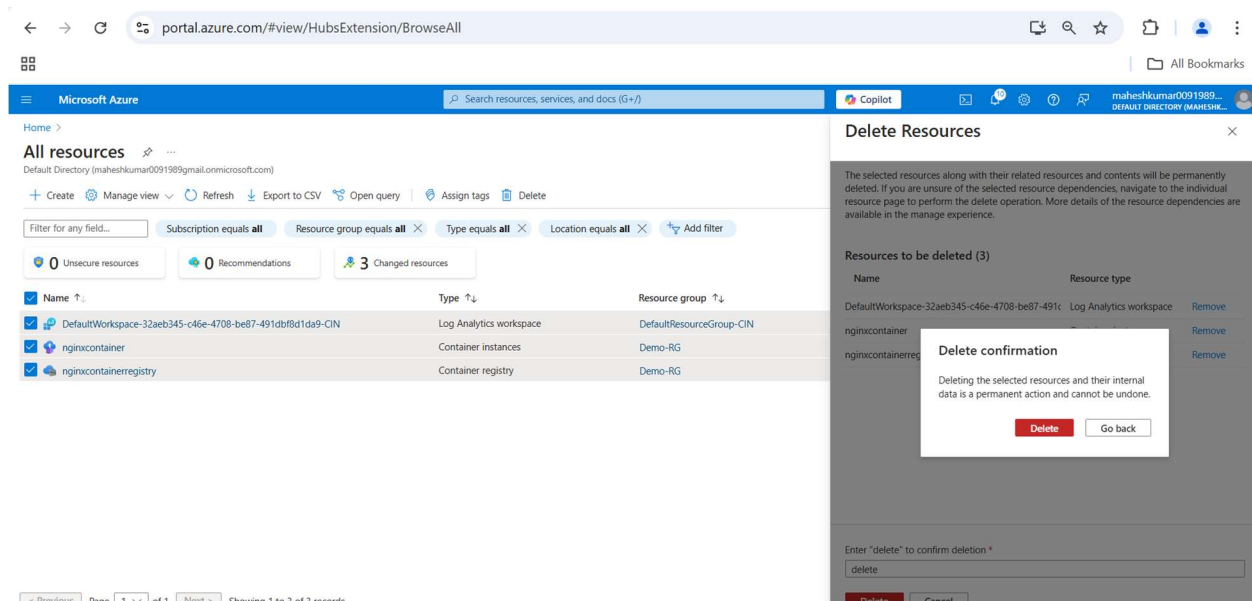 portal.azure.com/#view/HubsExtension/BrowseAll
All Bookmarks
Microsoft Azure
Search resources, services, and docs (G+/)
Copilot
10
maheshkumar0091989...
DEFAULT DIRECTORY (MAHESHK...
Home >
All resources
...
Default Directory (maheshkumar0091989gmail.onmicrosoft.com)
+ Create Manage view Refresh Export to CSV Open query Assign tags Delete
Filter for any field... Subscription equals all Resource group equals all Type equals all Location equals all Add filter
0 Unsecure resources 0 Recommendations 3 Changed resources
Name Type Resource group
DefaultWorkspace-32aeb345-c46e-4708-be87-491dbf8d1da9-CIN Log Analytics workspace DefaultResourceGroup-CIN
nginxcontainer Container instances Demo-RG
nginxcontainerregistry Container registry Demo-RG
< Previous Page 1 of 1 Next > Showing 1 to 3 of 3 records.
Delete Resources
The selected resources along with their related resources and contents will be permanently
deleted. If you are unsure of the selected resource dependencies, navigate to the individual
resource page to perform the delete operation. More details of the resource dependencies are
available in the manage experience.
Resources to be deleted (3)
Name Resource type
DefaultWorkspace-32aeb345-c46e-4708-be87-491c Log Analytics workspace Remove
nginxcontainer Remove
nginxcontainerreg Remove
Delete confirmation
Deleting the selected resources and their internal
data is a permanent action and cannot be undone.
Delete Go back
Enter "delete" to confirm deletion *
delete
Delete Cancel